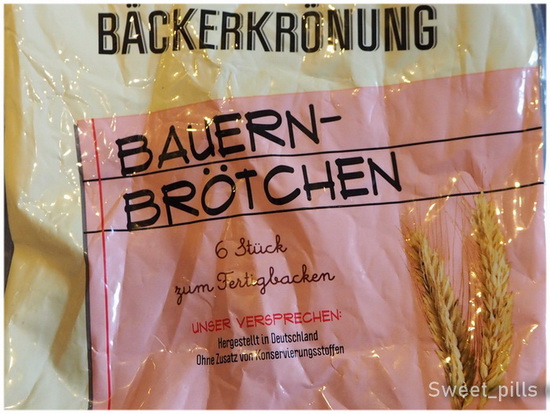 BÄCKERKRÖNUNG
BAUERN-
BRÖTCHEN
6 Stück
zum Fertigbacken
UNSER VERSPRECHEN:
Hergestellt in Deutschland
Ohne Zusatz von Konservierungsstoffen
Sweet_pills